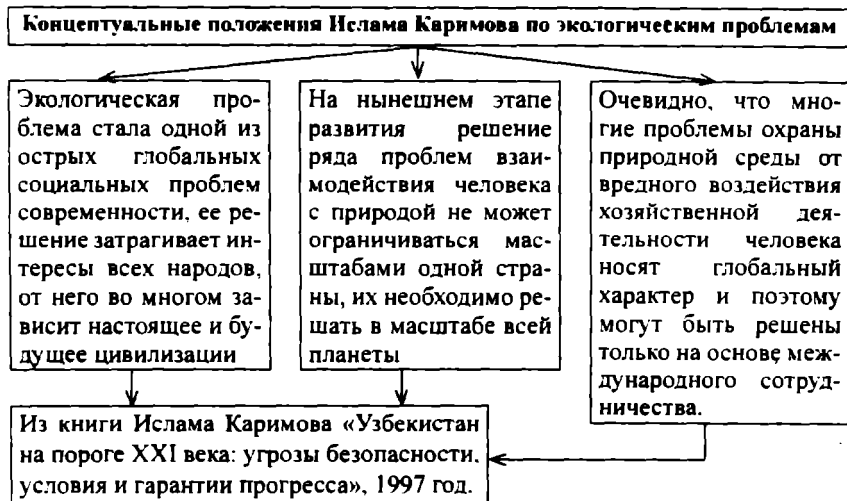 Концептуальные положения Ислама Каримова по экологическим проблемам
Экологическая про-
блема стала одной из
острых глобальных
социальных проблем
современности, ее ре-
шение затрагивает ин-
тересы всех народов,
от него во многом за-
висит настоящее и бу-
дущее цивилизации
На нынешнем этапе
развития решение
ряда проблем взаи-
модействия человека
с природой не может
ограничиваться мас-
штабами одной стра-
ны, их необходимо ре-
шать в масштабе всей
планеты
Очевидно, что мно-
гие проблемы охраны
природной среды от
вредного воздействия
хозяйственной дея-
тельности человека
носят глобальный
характер и поэтому
могут быть решены
только на основе меж-
дународного сотруд-
ничества.
Из книги Ислама Каримова «Узбекистан
на пороге XXI века: угрозы безопасности,
условия и гарантии прогресса», 1997 год.